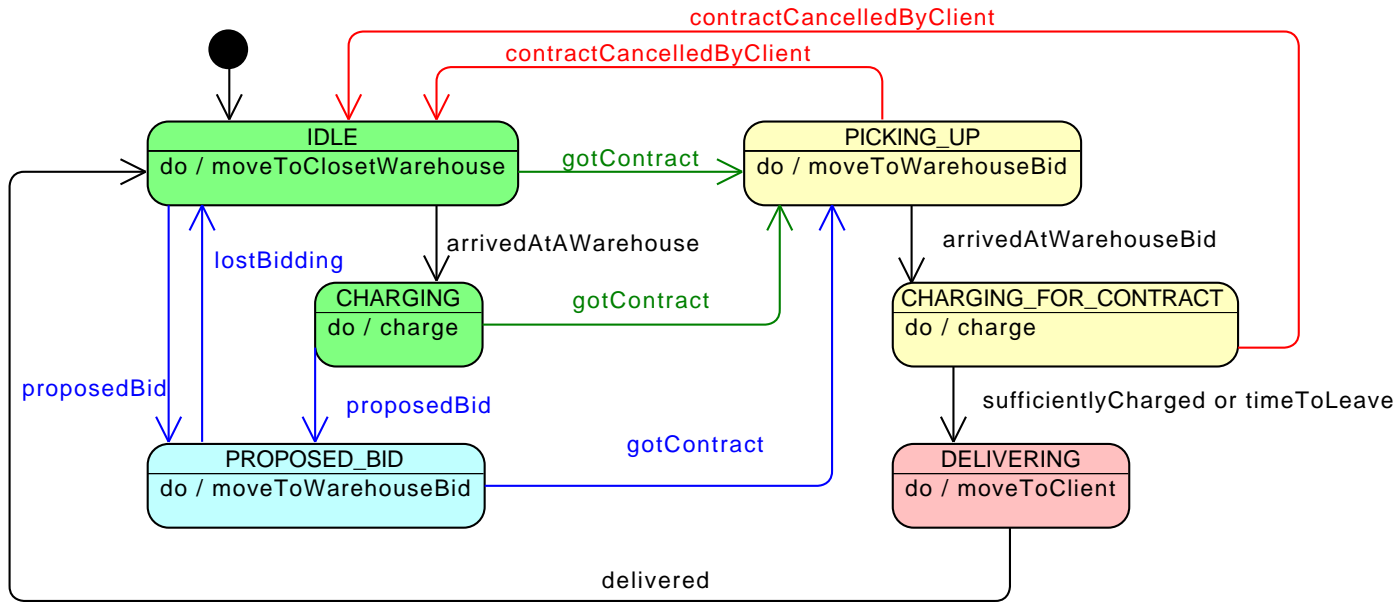 contractCancelledByClient
contractCancelledByClient
IDLE
do / moveToClosetWarehouse
gotContract
PICKING_UP
do / moveToWarehouseBid
arrivedAtAWarehouse
arrivedAtWarehouseBid
lostBidding
CHARGING
do / charge
gotContract
CHARGING_FOR_CONTRACT
do / charge
proposedBid
proposedBid
sufficientlyCharged or timeToLeave
gotContract
PROPOSED_BID
do / moveToWarehouseBid
DELIVERING
do / moveToClient
delivered